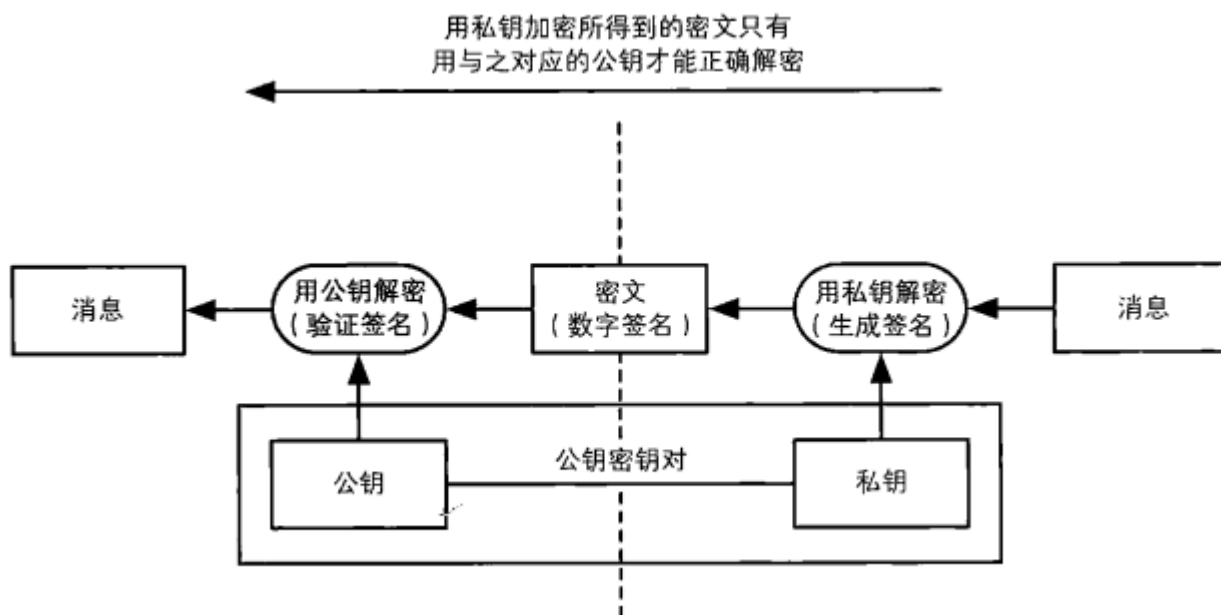 用私钥加密所得到的密文只有
用与之对应的公钥才能正确解密
消息
用公钥解密
（验证签名）
密文
（数字签名）
用私钥解密
（生成签名）
消息
公钥密钥对
公钥
私钥